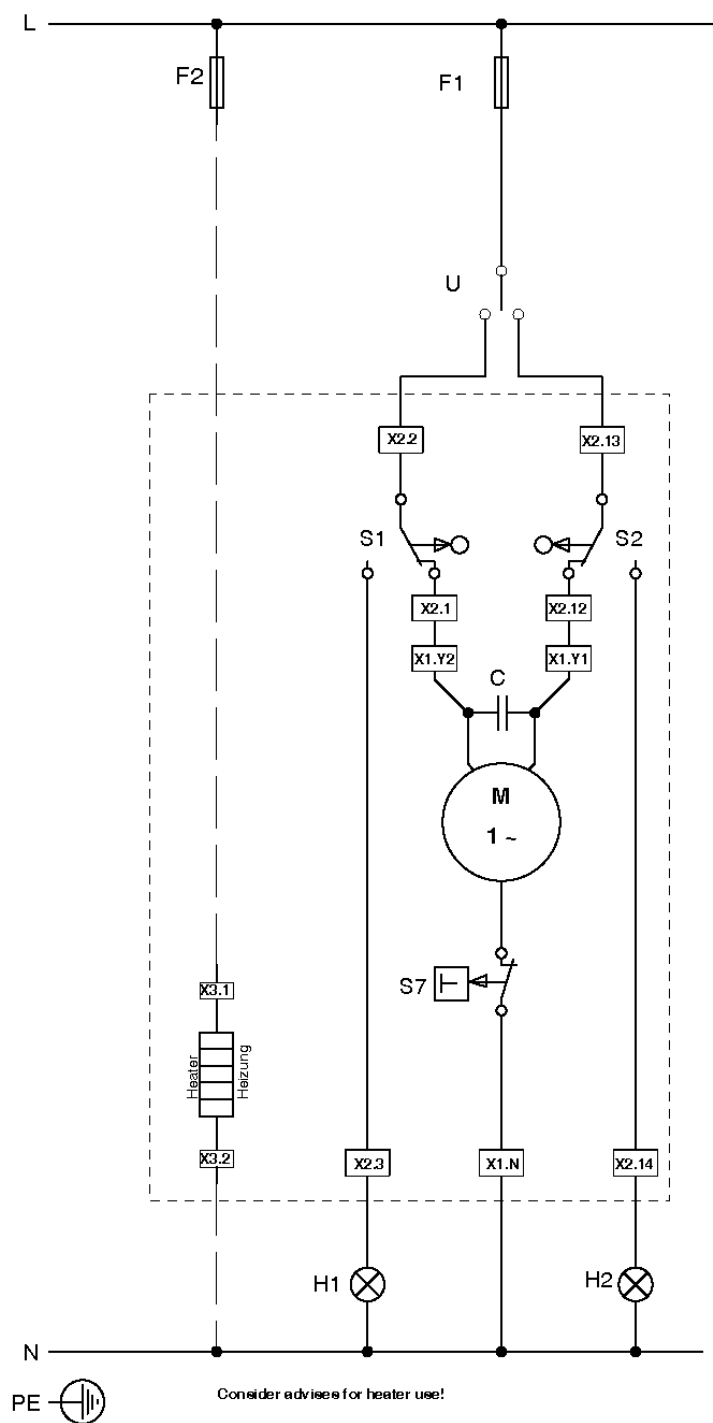 L
F2
F1
U
X2.2
X2.13
S1
S2
X2.1
X2.12
X1.Y2
X1.Y1
C
M
1 ~
S7
X3.1
Heater
Heizung
X3.2
X2.3
X1.N
X2.14
H1
H2
N
PE
Consider advises for heater use!